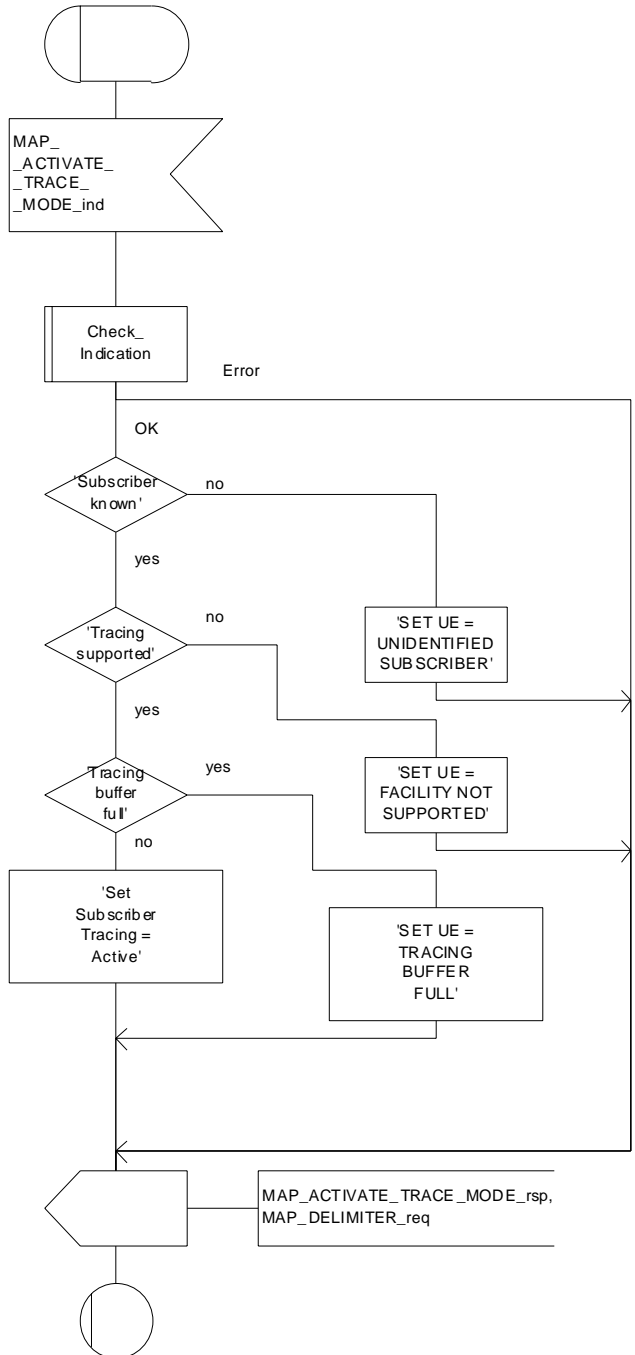 MAP_
_ACTIVATE_
_TRACE_
_MODE_ind
Check_
Indication
Error
OK
'Subscriber
known'
no
yes
'Tracing
supported'
no
'SET UE =
UNIDENTIFIED
SUBSCRIBER'
yes
'Tracing
buffer
full'
yes
'SET UE =
FACILITY NOT
SUPPORTED'
no
'Set
Subscriber
Tracing =
Active'
'SET UE =
TRACING
BUFFER
FULL'
MAP_ACTIVATE_TRACE_MODE_rsp,
MAP_DELIMITER_req